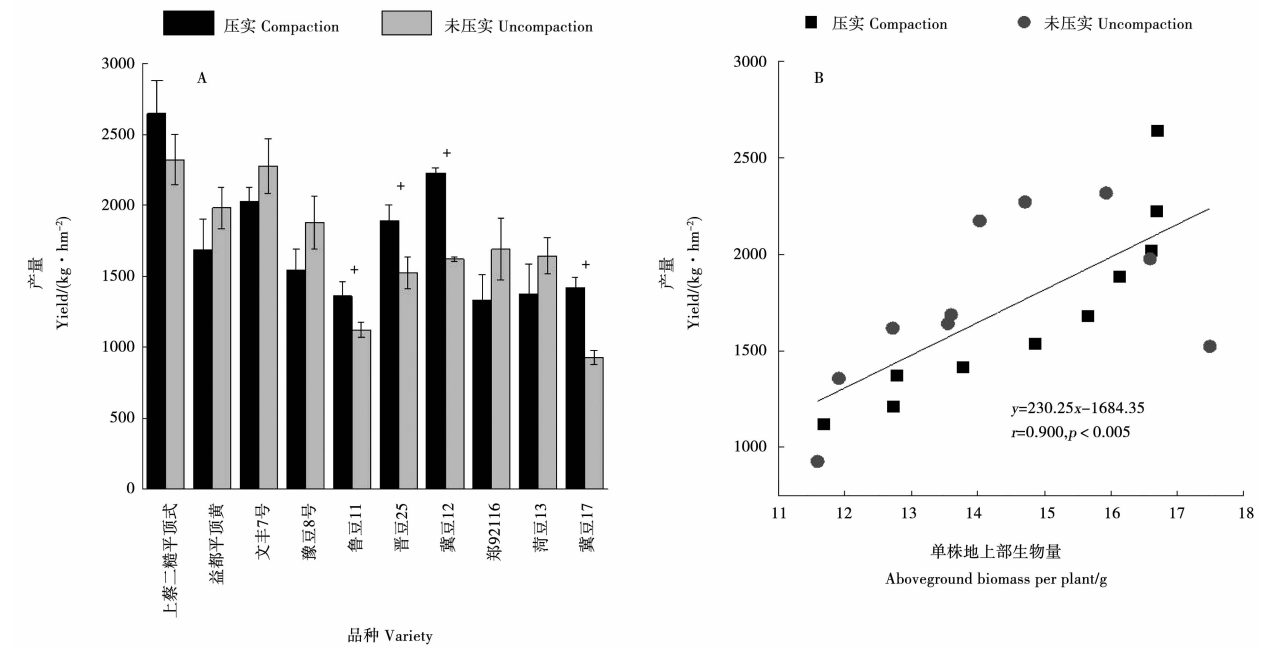 压实 Compaction
未压实 Uncompaction
A
3000
2500
2000
1500
1000
500
0
产量
Yield/(kg·hm⁻²)
+
+
+
+
上蔡二糙平顶式
益都平顶黄
文丰7号
豫豆8号
鲁豆11
晋豆25
冀豆12
郑92116
菏豆13
冀豆17
品种 Variety
压实 Compaction
未压实 Uncompaction
B
3000
2500
2000
1500
1000
产量
Yield/(kg·hm⁻²)
y=230.25x−1684.35
r=0.900,p<0.005
11
12
13
14
15
16
17
18
单株地上部生物量
Aboveground biomass per plant/g